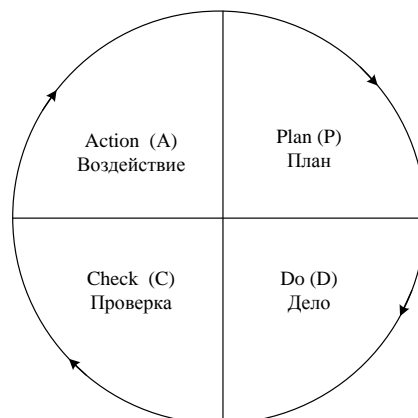 Action (A)
Воздействие
Plan (P)
План
Check (C)
Проверка
Do (D)
Дело